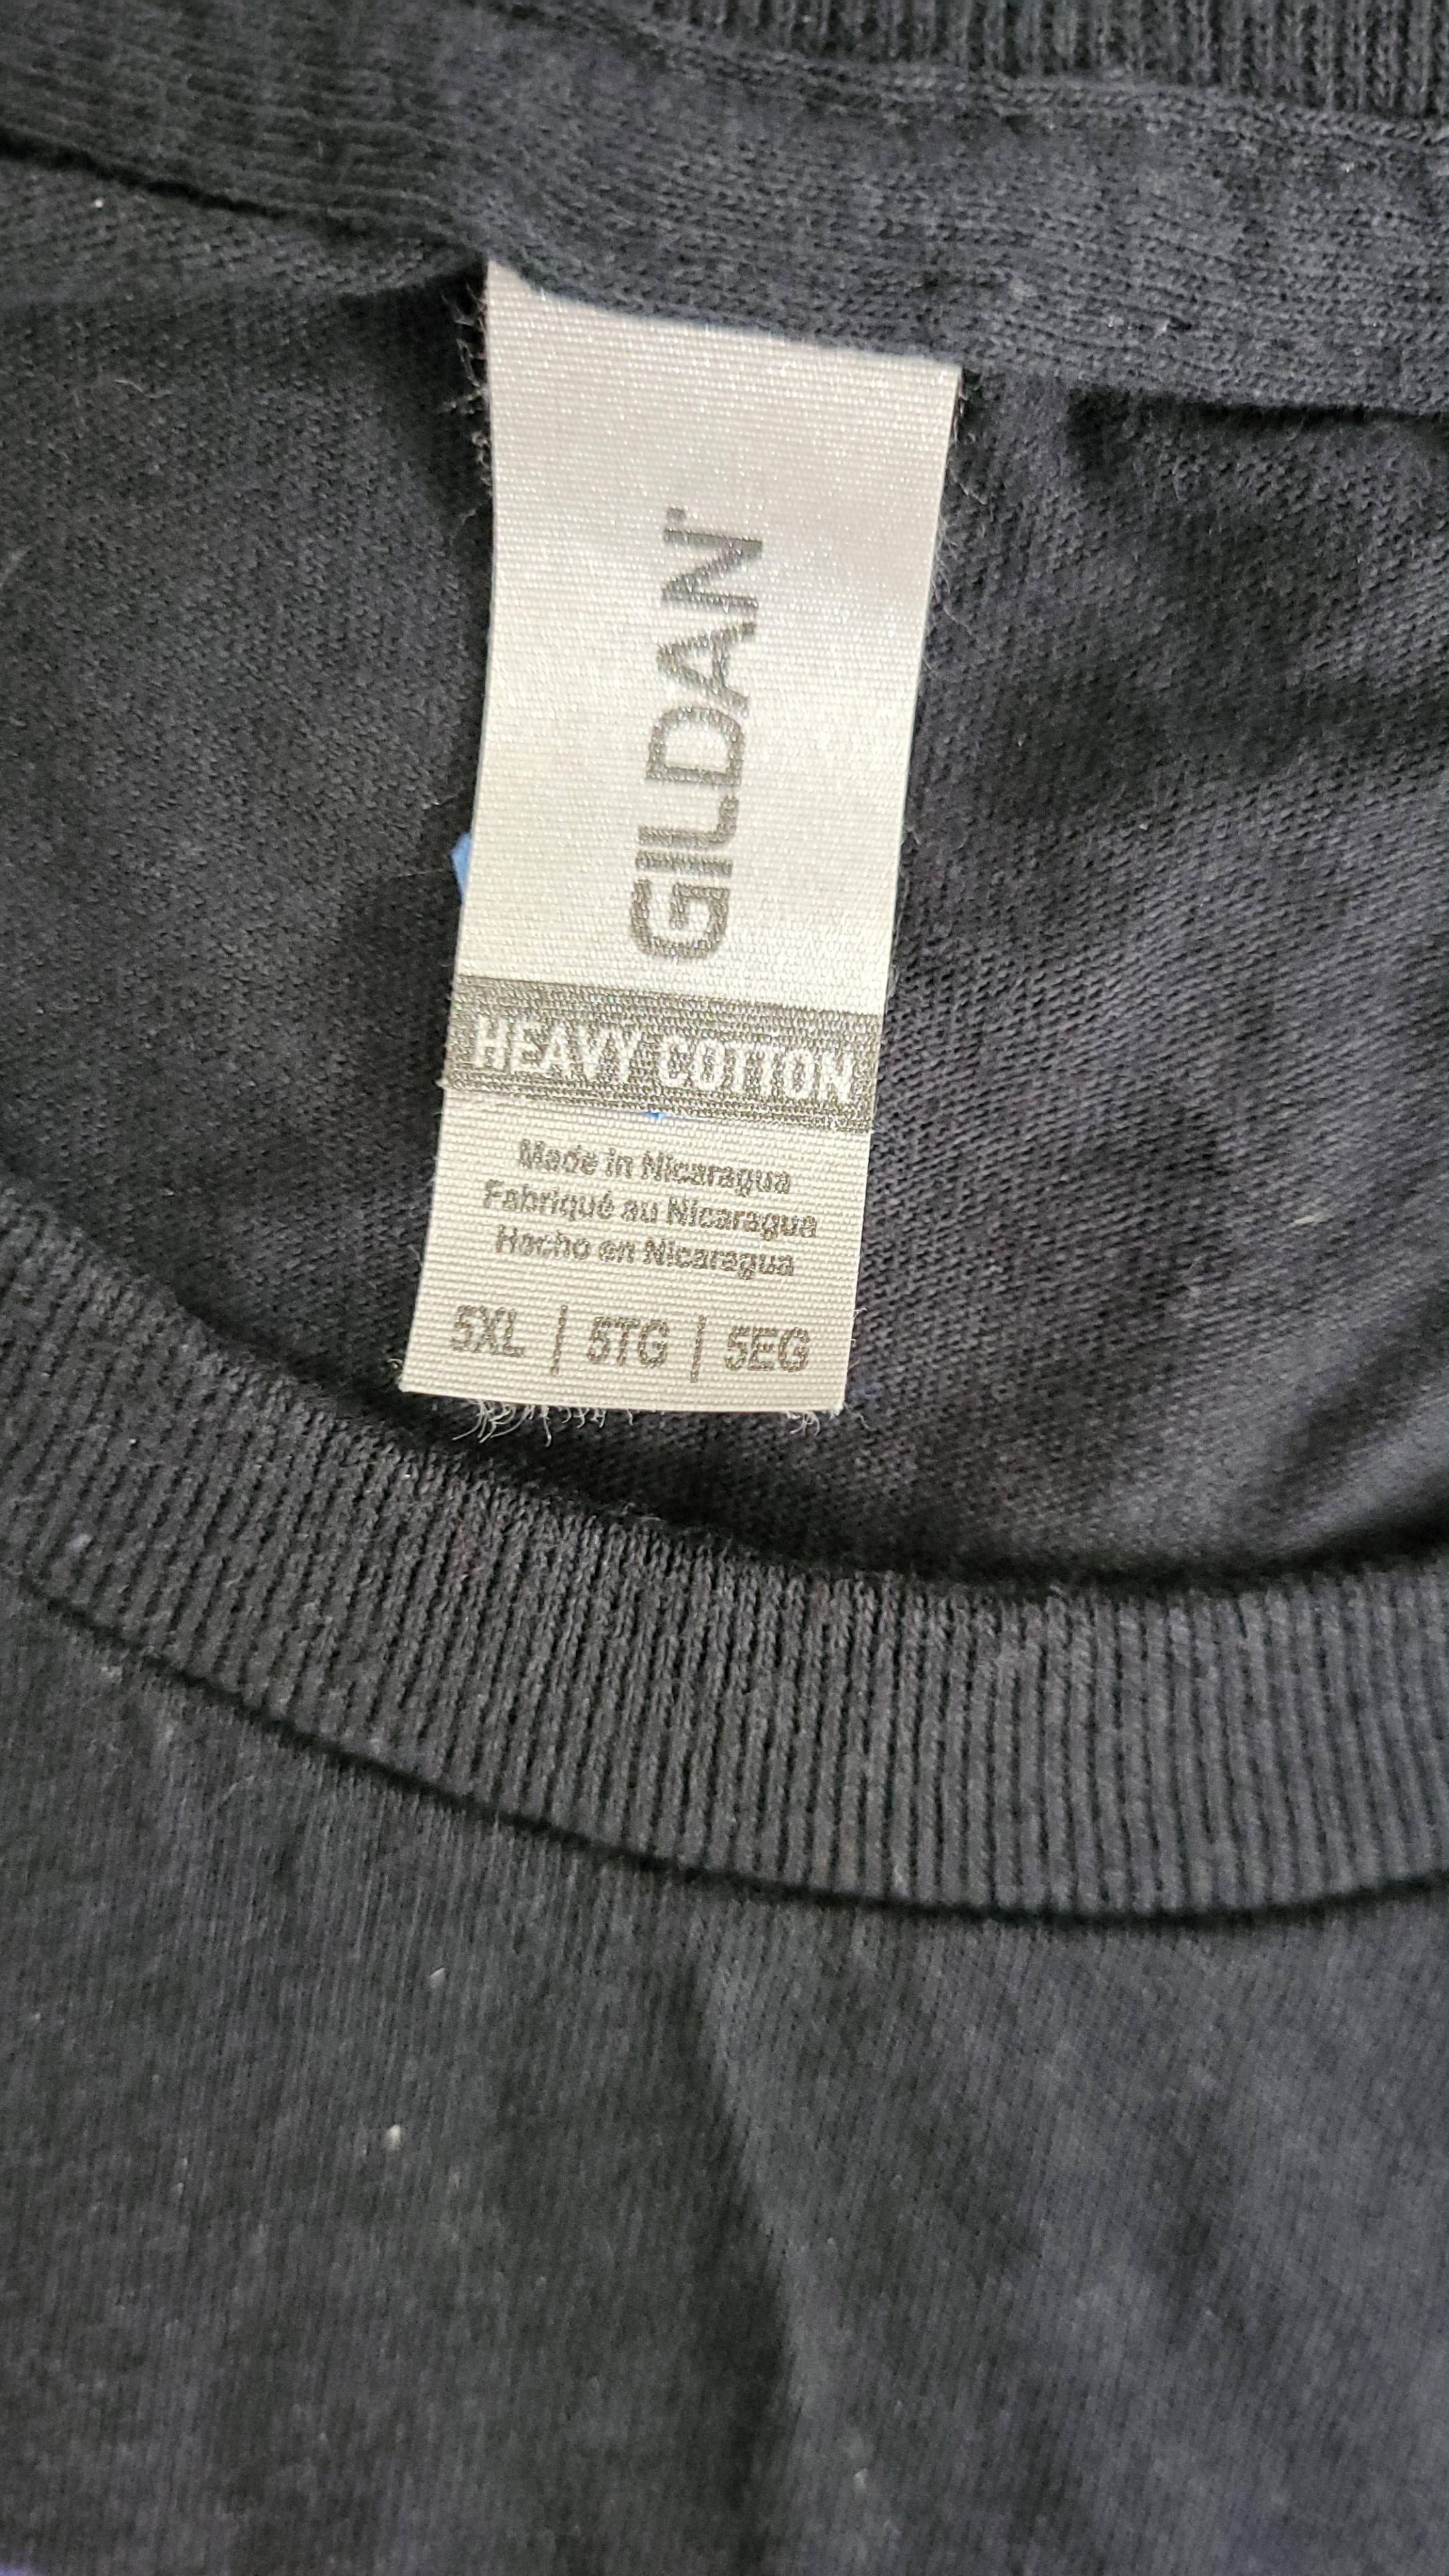 GILDAN
HEAVY COTTON
Made in Nicaragua
Fabriqué au Nicaragua
Hecho en Nicaragua
5XL | 5TG | 5EG